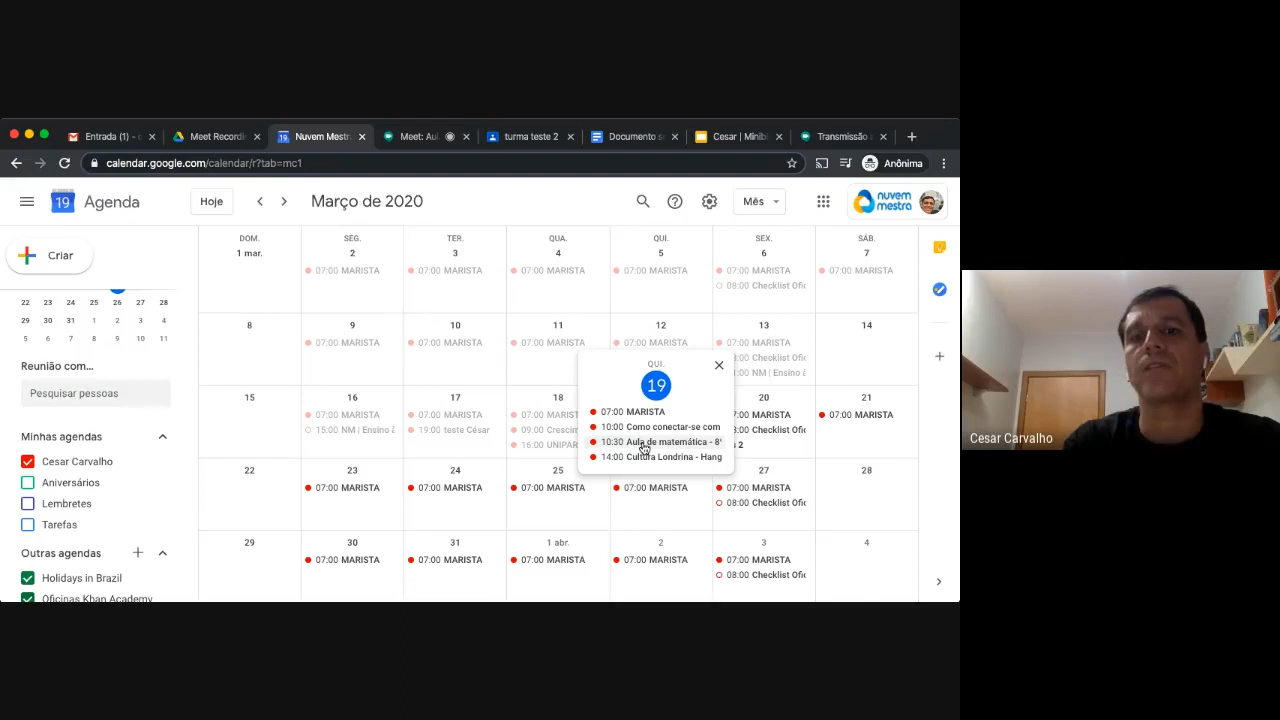 Entrada (1) -
Meet Recordi
Nuvem Mestr
Meet: Au
turma teste 2
Documento s
Cesar | Minib
Transmissão
calendar.google.com/calendar/r?tab=mc1
Anônima
19 Agenda
Hoje
Março de 2020
Mês
nuvem
mestra
Criar
22 23 24 25 26 27 28
29 30 31 1 2 3 4
5 6 7 8 9 10 11
Reunião com...
Pesquisar pessoas
Minhas agendas
Cesar Carvalho
Aniversários
Lembretes
Tarefas
Outras agendas
Holidays in Brazil
Oficinas Khan Academy
DOM. SEG. TER. QUA. QUI. SEX. SÁB.
1 mar. 2 3 4 5 6 7
07:00 MARISTA 07:00 MARISTA 07:00 MARISTA 07:00 MARISTA 07:00 MARISTA 07:00 MARISTA
08:00 Checklist Ofic
8 9 10 11 12 13 14
07:00 MARISTA 07:00 MARISTA 07:00 MARISTA 07:00 MARISTA 07:00 MARISTA
Checklist Ofic
NM | Ensino à
15 16 17 18 20 21
07:00 MARISTA 07:00 MARISTA 07:00 MARISTA 07:00 MARISTA 07:00 MARISTA
15:00 NM | Ensino à 19:00 teste César 09:00 Crescim 08:00 Checklist Ofic
16:00 UNIPAR s 2
QUI.
19
07:00 MARISTA
10:00 Como conectar-se com
10:30 Aula de matemática - 8º
14:00 Cultura Londrina - Hang
22 23 24 25 26 27 28
07:00 MARISTA 07:00 MARISTA 07:00 MARISTA 07:00 MARISTA 07:00 MARISTA
08:00 Checklist Ofic
29 30 31 1 abr. 2 3 4
07:00 MARISTA 07:00 MARISTA 07:00 MARISTA 07:00 MARISTA 07:00 MARISTA
08:00 Checklist Ofic
Cesar Carvalho